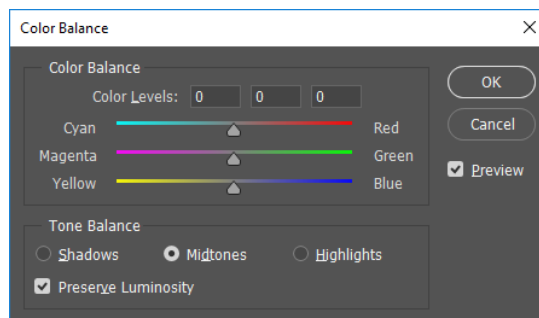 Color Balance
Color Balance
Color Levels: 0 0 0
Cyan Red
Magenta Green
Yellow Blue
Tone Balance
Shadows Midtones Highlights
Preserve Luminosity
OK
Cancel
Preview